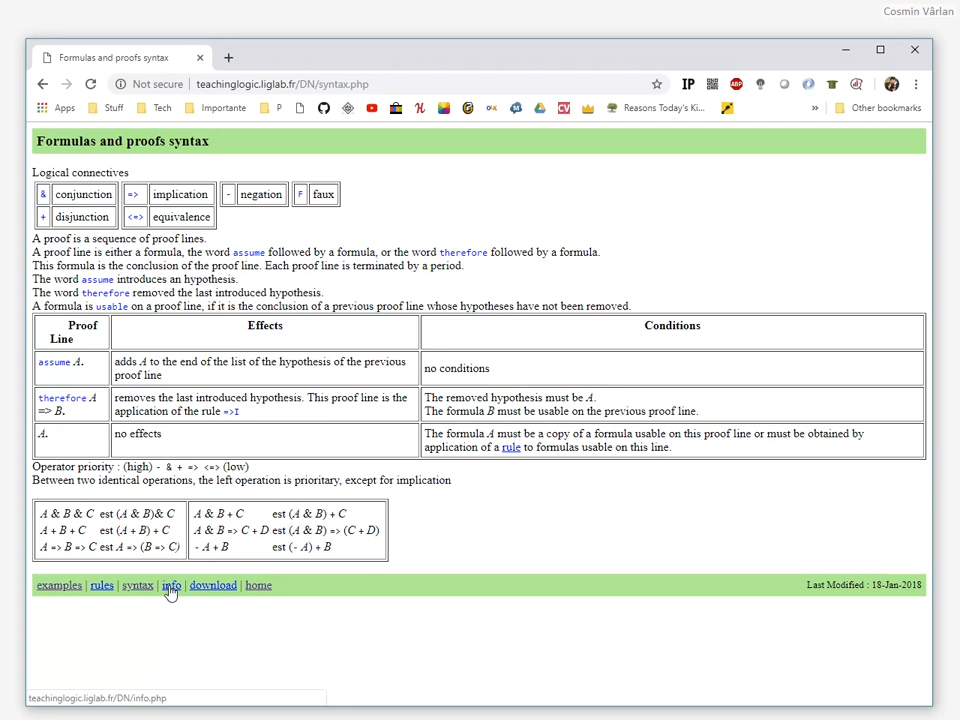 Cosmin Vârlan
Formulas and proofs syntax
Not secure | teachinglogic.liglab.fr/DN/syntax.php
IP
ABP
Apps
Stuff
Tech
Importante
P
CV
Reasons Today's Ki...
»
Other bookmarks
Formulas and proofs syntax
Logical connectives
& conjunction => implication - negation F faux
+ disjunction <=> equivalence
A proof is a sequence of proof lines.
A proof line is either a formula, the word assume followed by a formula, or the word therefore followed by a formula.
This formula is the conclusion of the proof line. Each proof line is terminated by a period.
The word assume introduces an hypothesis.
The word therefore removed the last introduced hypothesis.
A formula is usable on a proof line, if it is the conclusion of a previous proof line whose hypotheses have not been removed.
Proof
Line
Effects
Conditions
assume A.
adds A to the end of the list of the hypothesis of the previous
proof line
no conditions
therefore A
=> B.
removes the last introduced hypothesis. This proof line is the
application of the rule =>I
The removed hypothesis must be A.
The formula B must be usable on the previous proof line.
A.
no effects
The formula A must be a copy of a formula usable on this proof line or must be obtained by
application of a rule to formulas usable on this line.
Operator priority : (high) - & + => <=> (low)
Between two identical operations, the left operation is prioritary, except for implication
A & B & C est (A & B)& C
A + B + C est (A + B) + C
A => B => C est A => (B => C)
A & B + C est (A & B) + C
A & B => C + D est (A & B) => (C + D)
- A + B est (- A) + B
examples | rules | syntax | info | download | home
Last Modified : 18-Jan-2018
teachinglogic.liglab.fr/DN/info.php